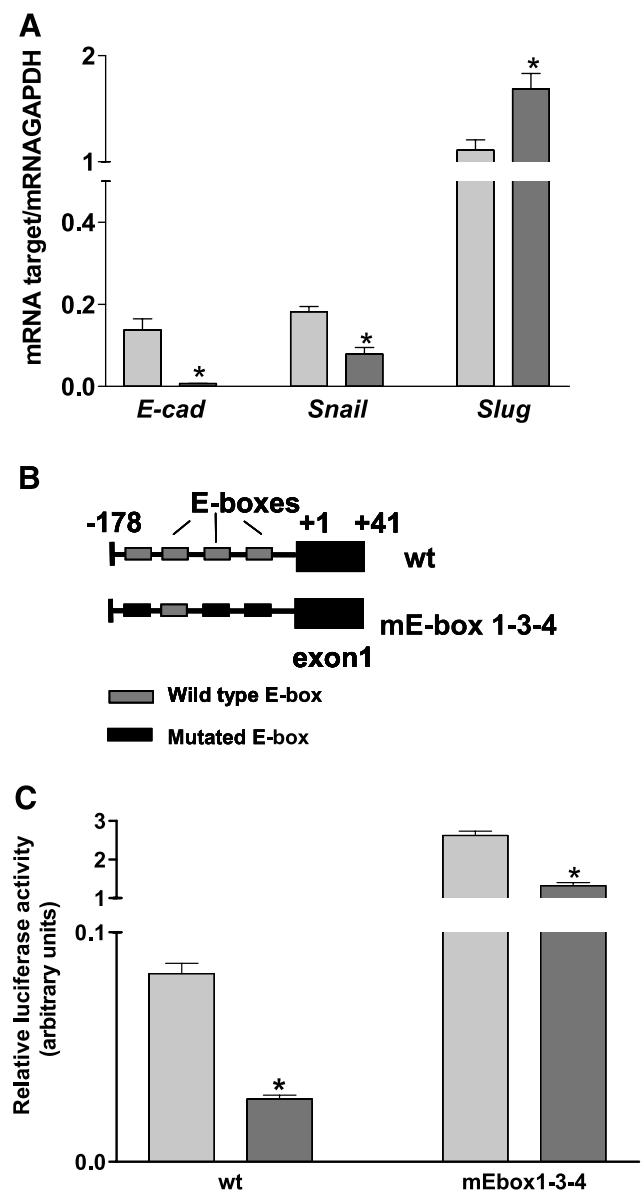 A
mRNA target/mRNAGAPDH
2
1
0.4
0.2
0.0
*
*
*
E-cad Snail Slug
B
E-boxes
-178 +1 +41
wt
mE-box 1-3-4
exon1
Wild type E-box
Mutated E-box
C
Relative luciferase activity
(arbitrary units)
3
2
1
0.1
0.0
*
*
wt mEbox1-3-4